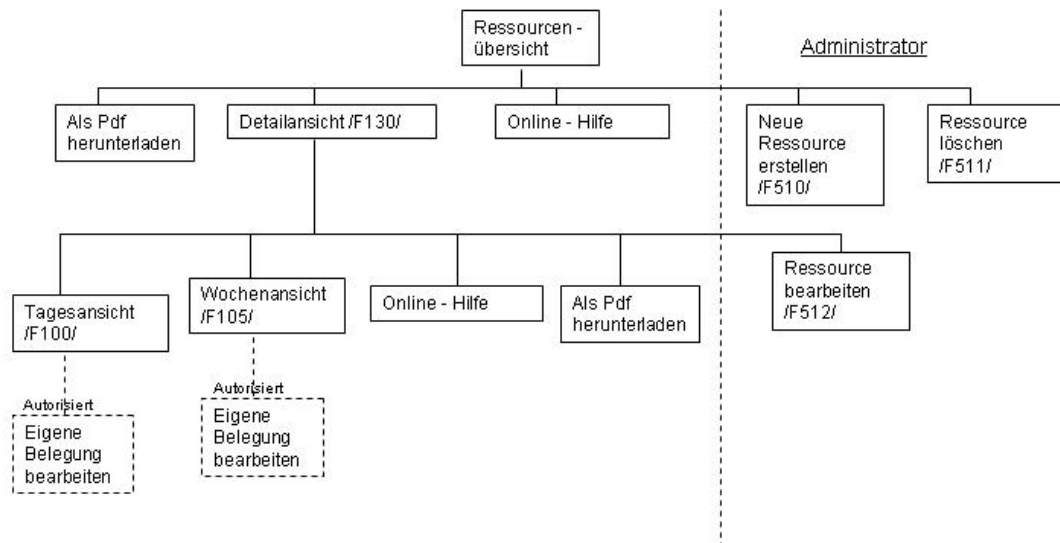 Ressourcen -
übersicht
Administrator
Als Pdf
herunterladen
Detailansicht /F130/
Online - Hilfe
Neue
Ressource
erstellen
/F510/
Ressource
löschen
/F511/
Tagesansicht
/F100/
Wochenansicht
/F105/
Online - Hilfe
Als Pdf
herunterladen
Ressource
bearbeiten
/F512/
Autorisiert
Eigene
Belegung
bearbeiten
Autorisiert
Eigene
Belegung
bearbeiten